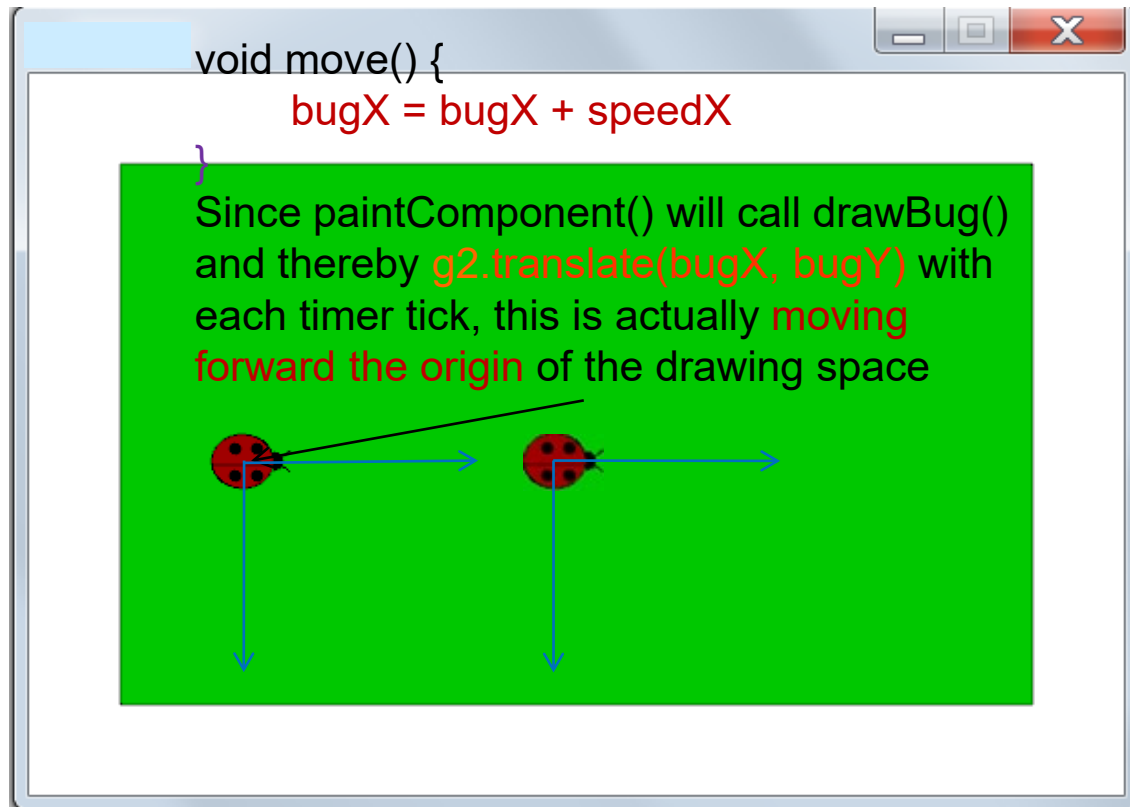 void move() {
bugX = bugX + speedX
}
Since paintComponent() will call drawBug()
and thereby g2.translate(bugX, bugY) with
each timer tick, this is actually moving
forward the origin of the drawing space